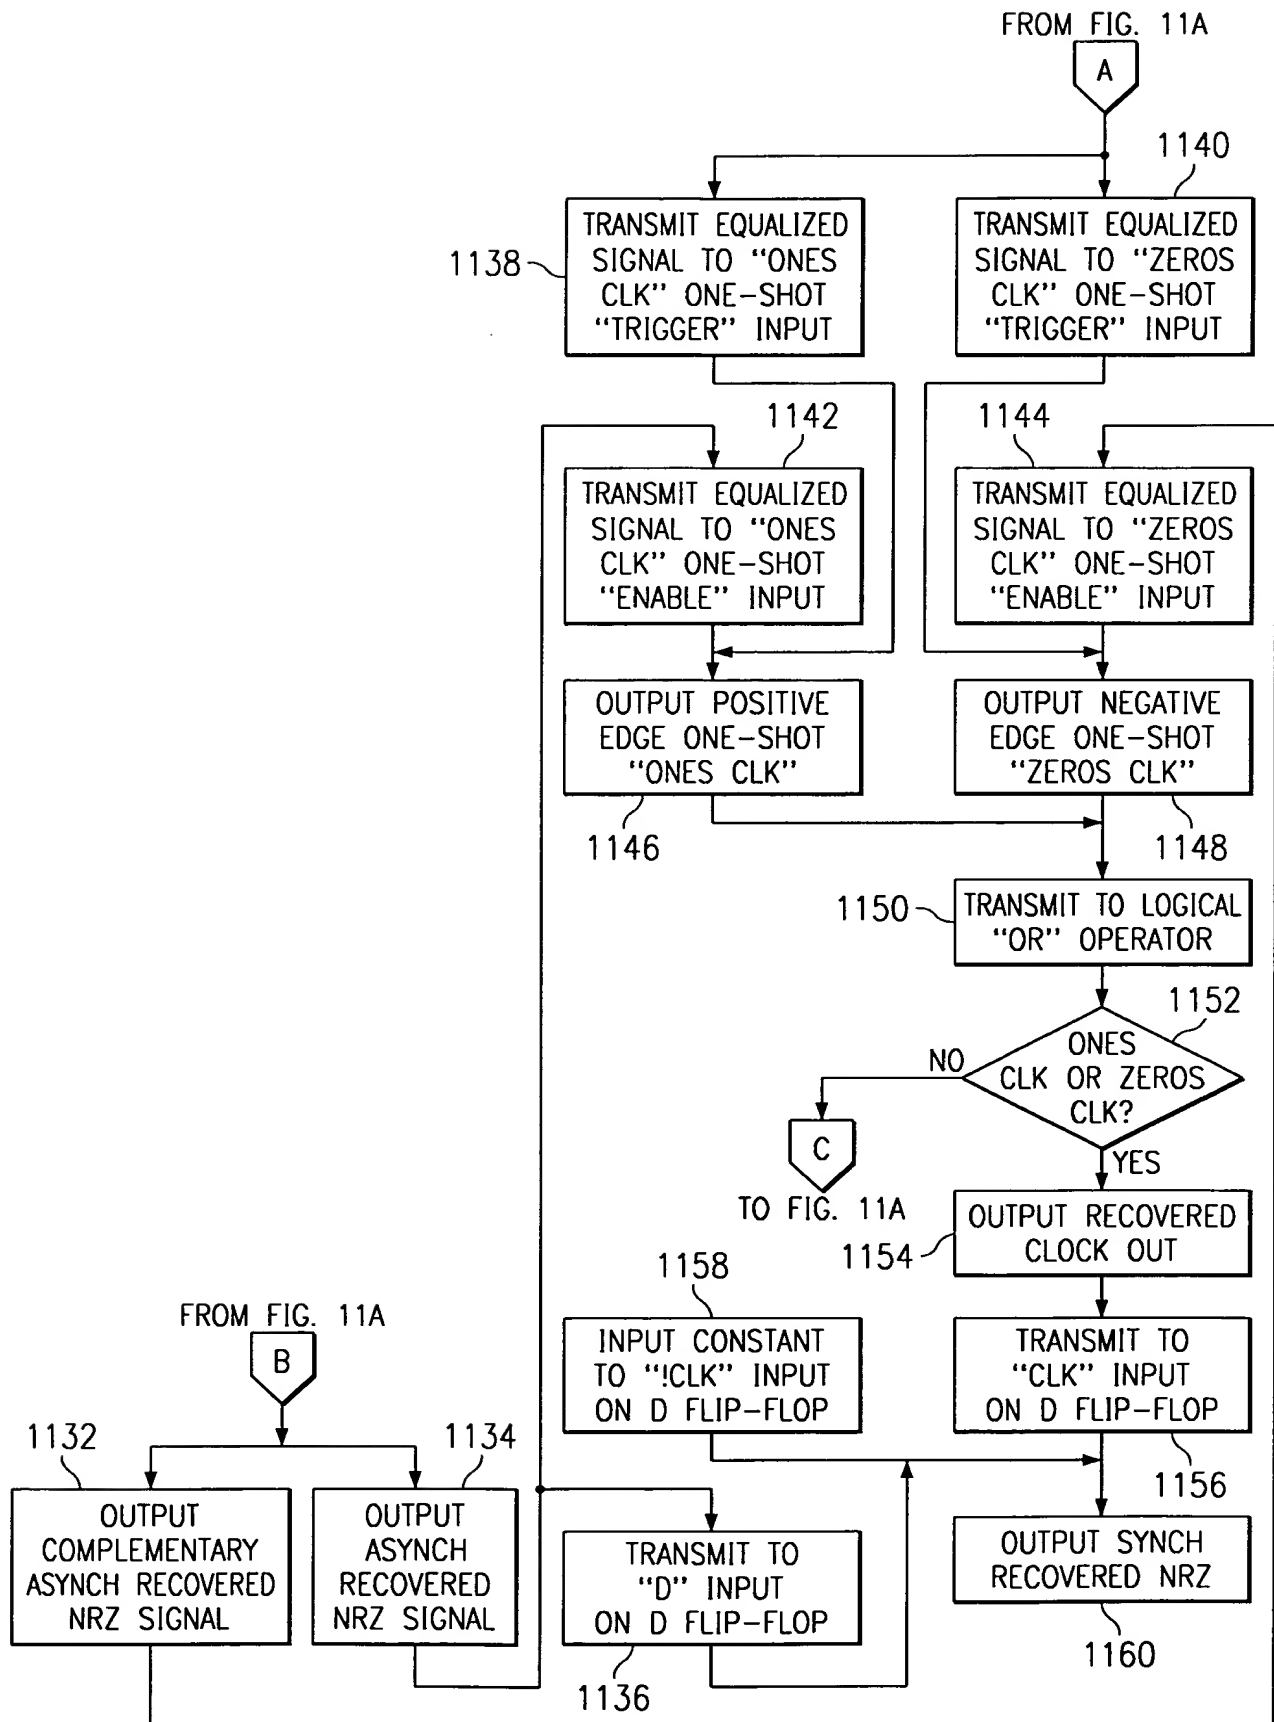 FROM FIG. 11A
A
1140
TRANSMIT EQUALIZED
SIGNAL TO "ONES
CLK" ONE-SHOT
"TRIGGER" INPUT
1138
TRANSMIT EQUALIZED
SIGNAL TO "ZEROS
CLK" ONE-SHOT
"TRIGGER" INPUT
1142
1144
TRANSMIT EQUALIZED
SIGNAL TO "ONES
CLK" ONE-SHOT
"ENABLE" INPUT
TRANSMIT EQUALIZED
SIGNAL TO "ZEROS
CLK" ONE-SHOT
"ENABLE" INPUT
OUTPUT POSITIVE
EDGE ONE-SHOT
"ONES CLK"
OUTPUT NEGATIVE
EDGE ONE-SHOT
"ZEROS CLK"
1146
1148
1150
TRANSMIT TO LOGICAL
"OR" OPERATOR
1152
ONES
CLK OR ZEROS
CLK?
NO
C
YES
TO FIG. 11A
OUTPUT RECOVERED
CLOCK OUT
1154
1158
FROM FIG. 11A
B
INPUT CONSTANT
TO "!CLK" INPUT
ON D FLIP-FLOP
TRANSMIT TO
"CLK" INPUT
ON D FLIP-FLOP
1132
1134
1156
OUTPUT
COMPLEMENTARY
ASYNCH RECOVERED
NRZ SIGNAL
OUTPUT
ASYNCH
RECOVERED
NRZ SIGNAL
TRANSMIT TO
"D" INPUT
ON D FLIP-FLOP
OUTPUT SYNCH
RECOVERED NRZ
1136
1160